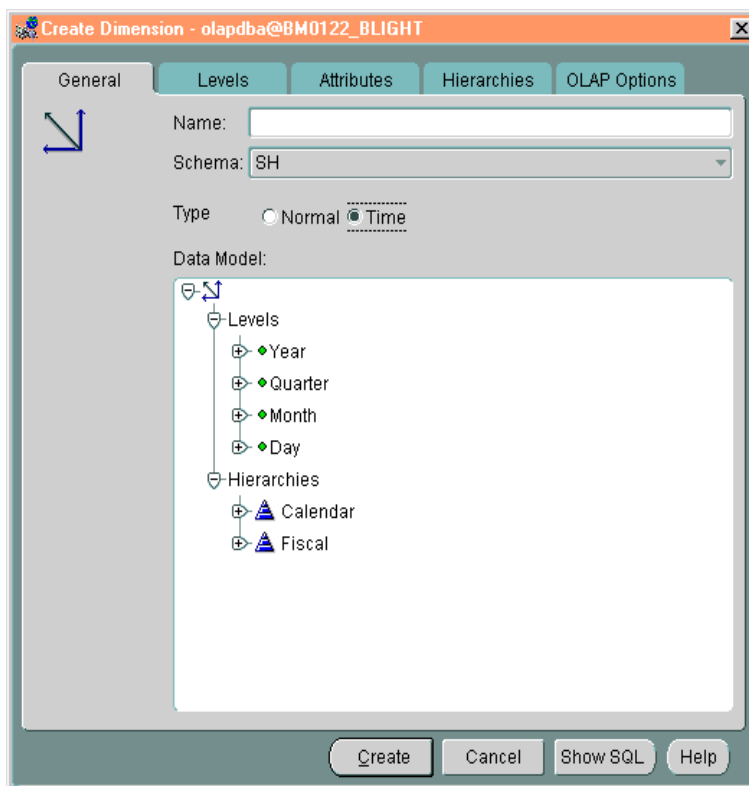 Create Dimension - olapdba@BM0122_BLIGHT
General Levels Attributes Hierarchies OLAP Options
Name:
Schema: SH
Type Normal Time
Data Model:
Levels
Year
Quarter
Month
Day
Hierarchies
Calendar
Fiscal
Create Cancel Show SQL Help